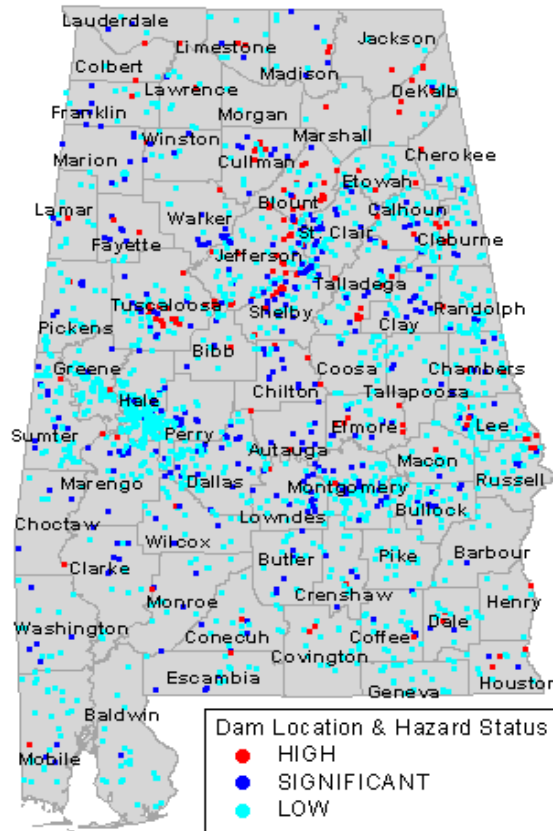 Lauderdale
Limestone
Jackson
Colbert
Madison
Lawrence
DeKalb
Franklin
Morgan
Marshall
Winston
Cullman
Cherokee
Marion
Etowah
Blount
Lamar
Walker
Calhoun
Fayette
St. Clair
Cleburne
Jefferson
Talladega
Tuscaloosa
Randolph
Shelby
Pickens
Clay
Bibb
Greene
Coosa
Chambers
Chilton
Tallapoosa
Hale
Elmore
Lee
Sumter
Perry
Autauga
Macon
Marengo
Dallas
Russell
Montgomery
Choctaw
Lowndes
Bullock
Wilcox
Barbour
Butler
Pike
Clarke
Crenshaw
Monroe
Henry
Washington
Conecuh
Coffee
Dale
Covington
Escambia
Houston
Geneva
Baldwin
Mobile
Dam Location & Hazard Status
HIGH
SIGNIFICANT
LOW